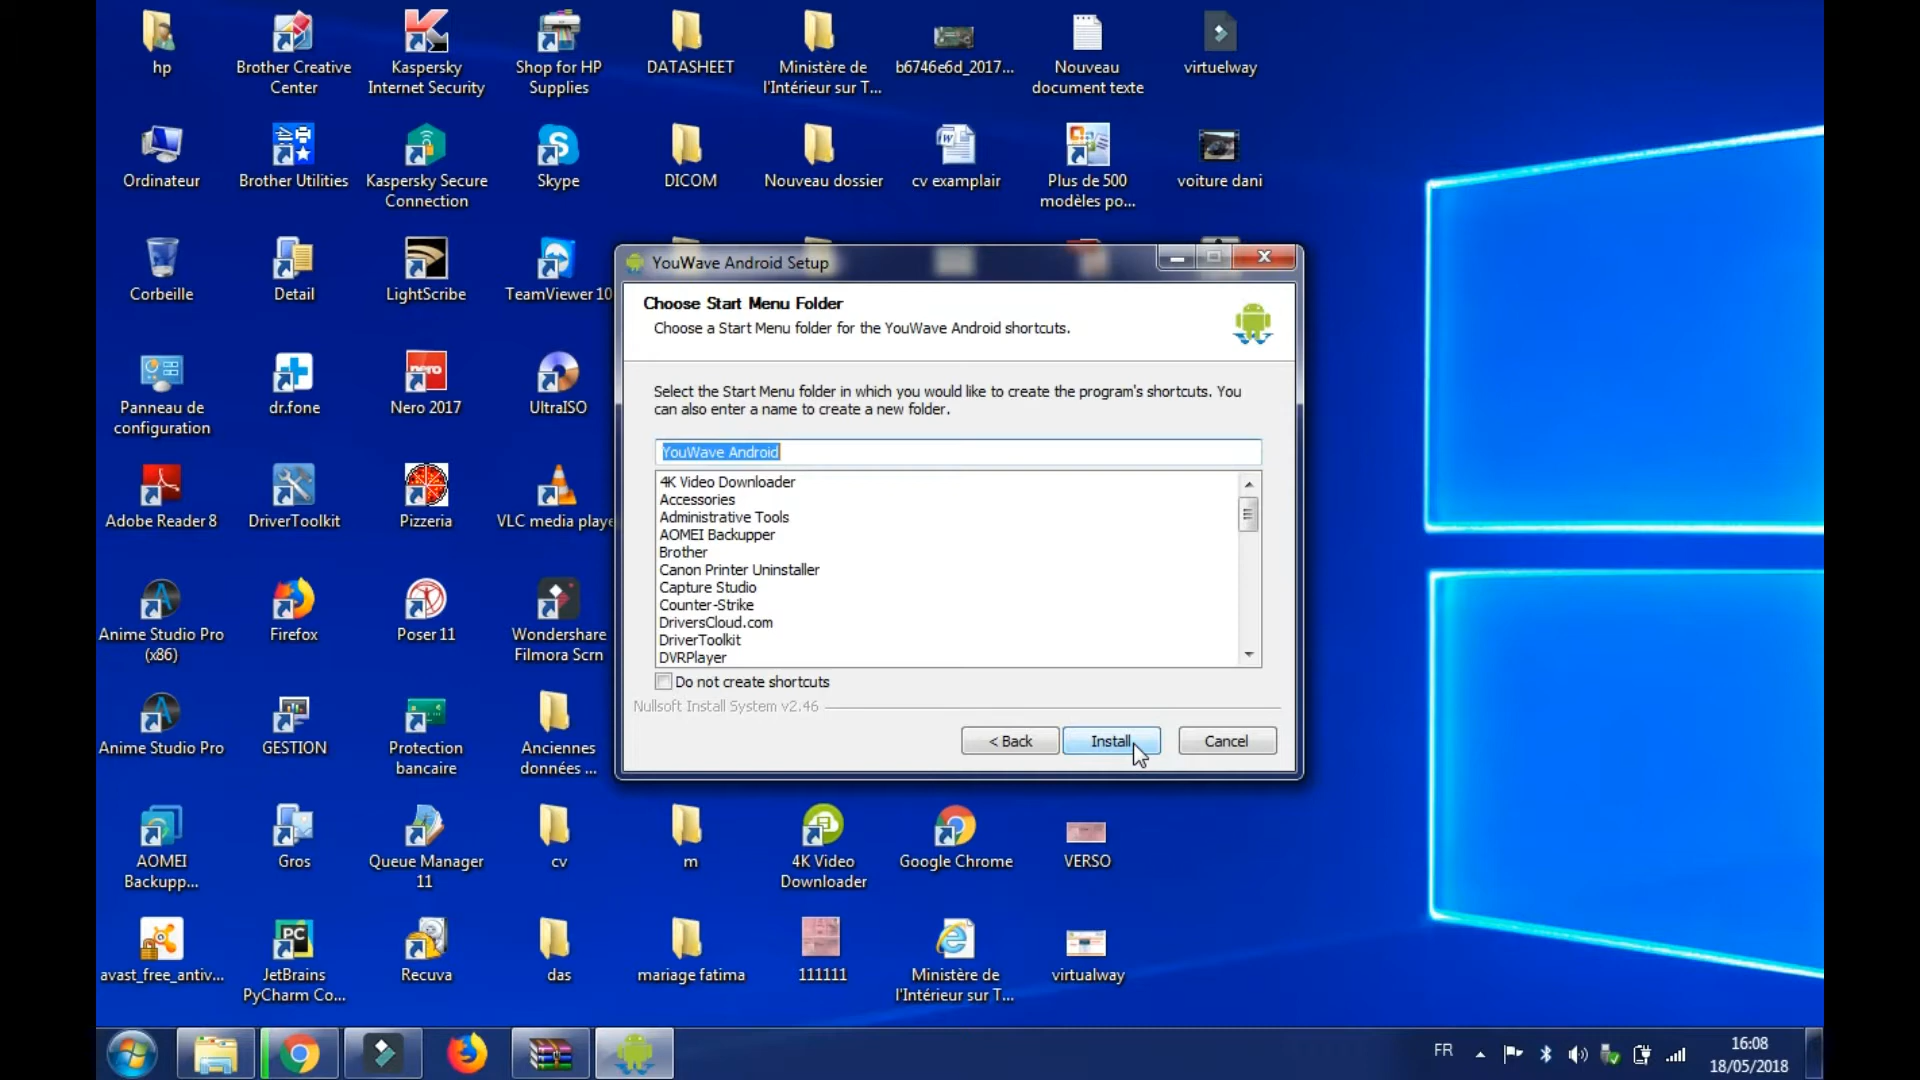 hp
Brother Creative
Center
Kaspersky
Internet Security
Shop for HP
Supplies
DATASHEET
Ministère de
l'Intérieur sur T...
b6746e6d_2017...
Nouveau
document texte
virtuelway
Ordinateur
Brother Utilities
Kaspersky Secure
Connection
Skype
DICOM
Nouveau dossier
cv examplair
Plus de 500
modèles po...
voiture dani
Corbeille
Detail
LightScribe
TeamViewer 10
Panneau de
configuration
dr.fone
Nero 2017
UltraISO
Adobe Reader 8
DriverToolkit
Pizzeria
VLC media playe
Anime Studio Pro
(x86)
Firefox
Poser 11
Wondershare
Filmora Scrn
Anime Studio Pro
GESTION
Protection
bancaire
Anciennes
données ...
YouWave Android Setup
Choose Start Menu Folder
Choose a Start Menu folder for the YouWave Android shortcuts.
Select the Start Menu folder in which you would like to create the program's shortcuts. You
can also enter a name to create a new folder.
YouWave Android
4K Video Downloader
Accessories
Administrative Tools
AOMEI Backupper
Brother
Canon Printer Uninstaller
Capture Studio
Counter-Strike
DriversCloud.com
DriverToolkit
DVRPlayer
Do not create shortcuts
Nullsoft Install System v2.46
< Back
Install
Cancel
AOMEI
Backupp...
Gros
Queue Manager
11
cv
m
4K Video
Downloader
Google Chrome
VERSO
avast_free_antiv...
JetBrains
PyCharm Co...
Recuva
das
mariage fatima
111111
Ministère de
l'Intérieur sur T...
virtualway
FR
16:08
18/05/2018